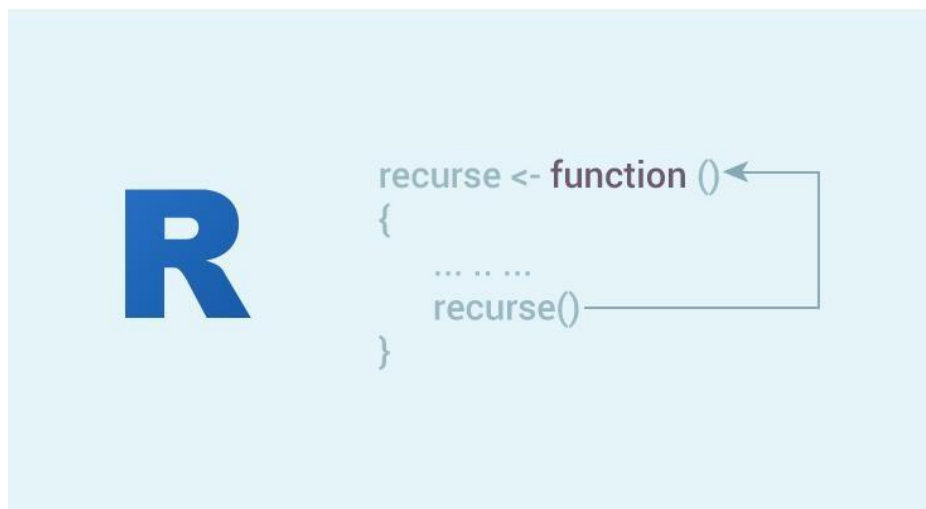 R
recurse <- function ()
{
... .. ...
recurse()
}